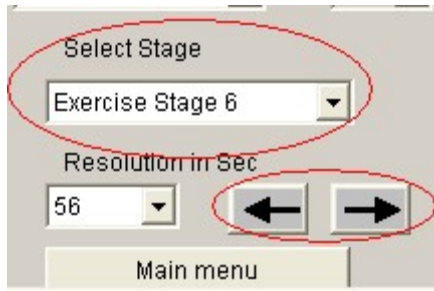 Select Stage
Exercise Stage 6
Resolution in Sec
56
Main menu